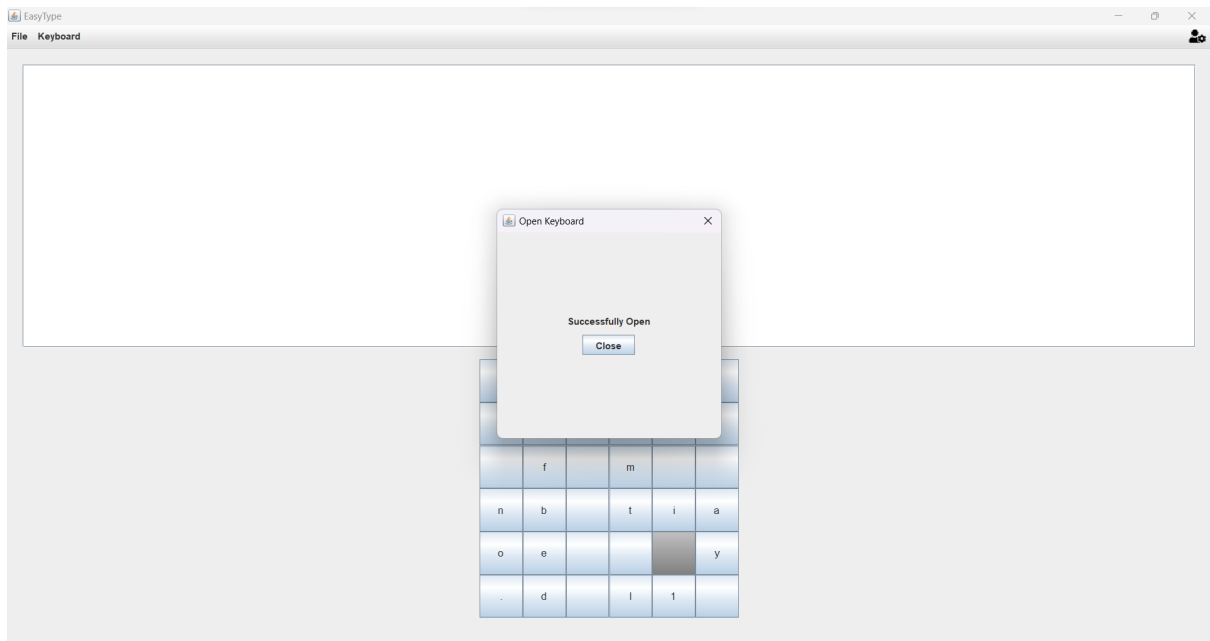 EasyType
File Keyboard
Open Keyboard
Successfully Open
Close
f m
n b t i a
o e y
. d l 1